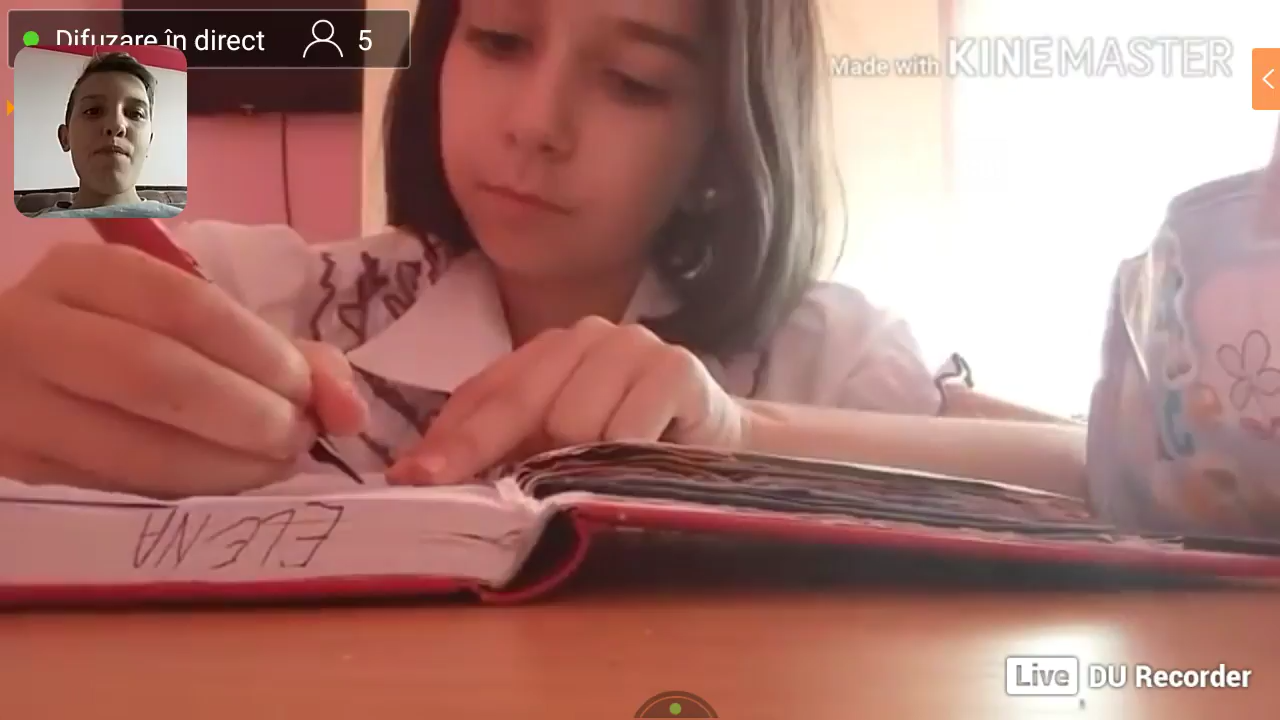 Difuzare în direct 5
Made with KINEMASTER
ELENA
Live DU Recorder